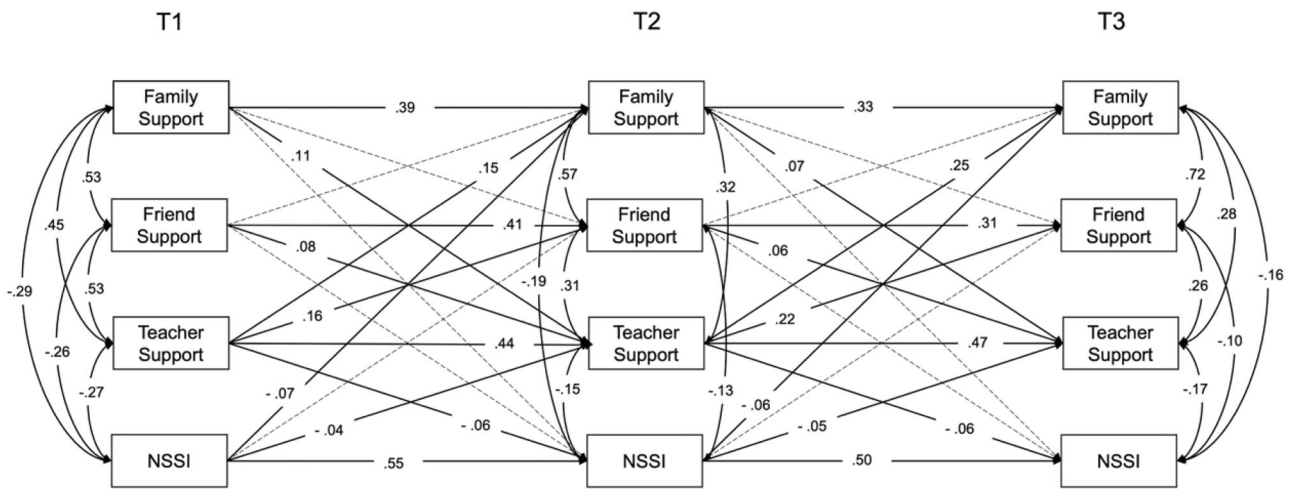 T1
T2
T3
Family
Support
Family
Support
Family
Support
.39
.33
.11
.15
.07
.25
.53
.57
.32
.72
Friend
Support
Friend
Support
Friend
Support
.45
.41
.31
.28
.08
.06
-.29
.53
-.19
.31
.26
-.16
.16
.22
Teacher
Support
Teacher
Support
Teacher
Support
-.26
.44
.47
-.10
-.27
- .07
-.15
-.13
- .06
-.17
- .04
- .06
- .05
- .06
NSSI
NSSI
NSSI
.55
.50